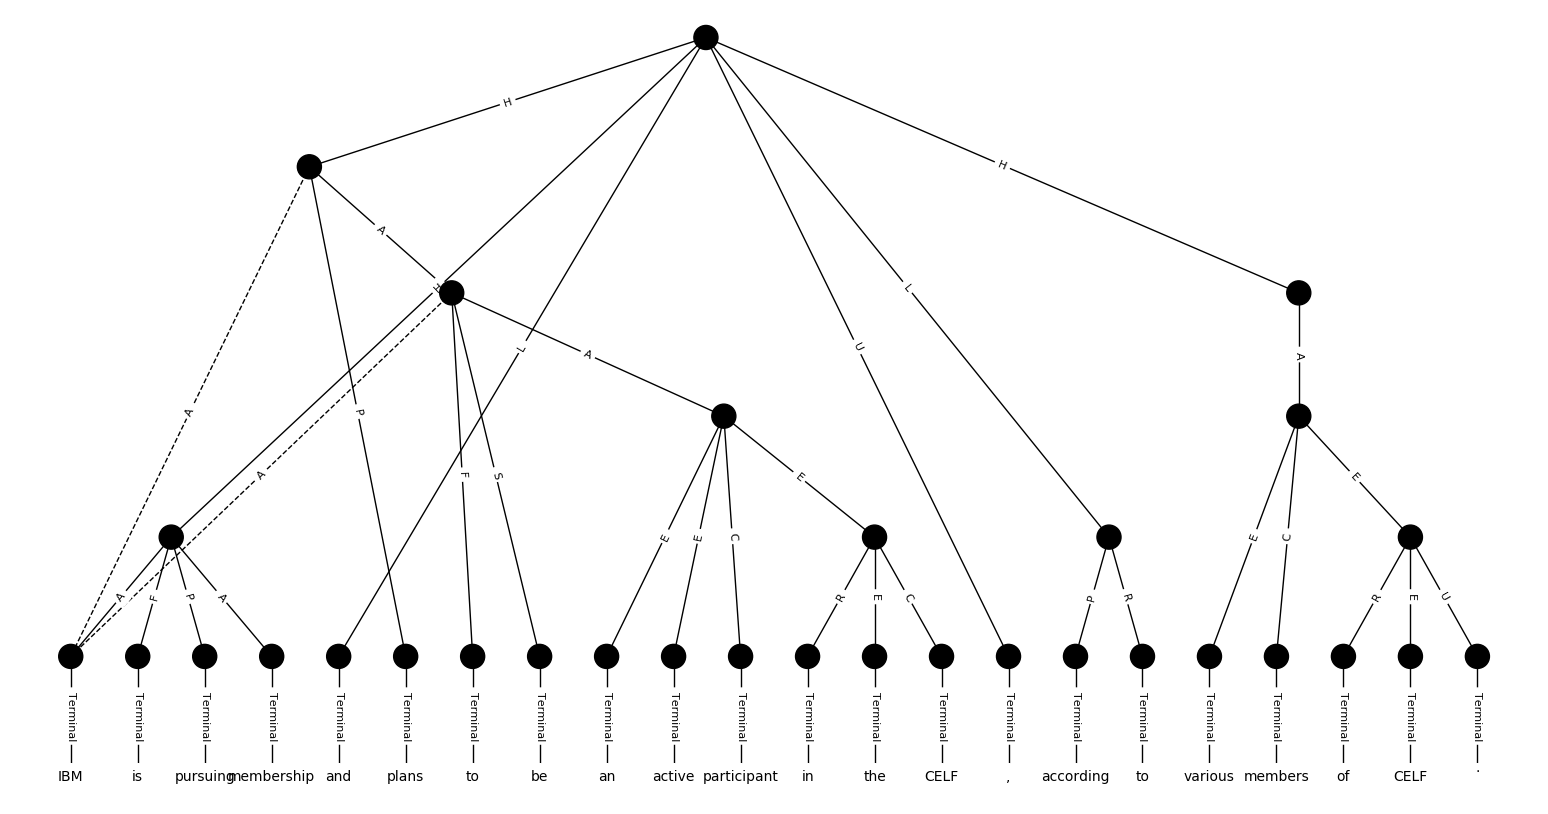 H
H
A
H
L
A
L
U
A
P
A
F
S
A
E
E
E
C
E
C
E
A
F
P
A
R
E
C
P
R
R
E
U
Terminal Terminal Terminal Terminal Terminal Terminal Terminal Terminal Terminal Terminal Terminal Terminal Terminal Terminal Terminal Terminal Terminal Terminal Terminal Terminal Terminal Terminal
IBM is pursuing membership and plans to be an active participant in the CELF , according to various members of CELF .